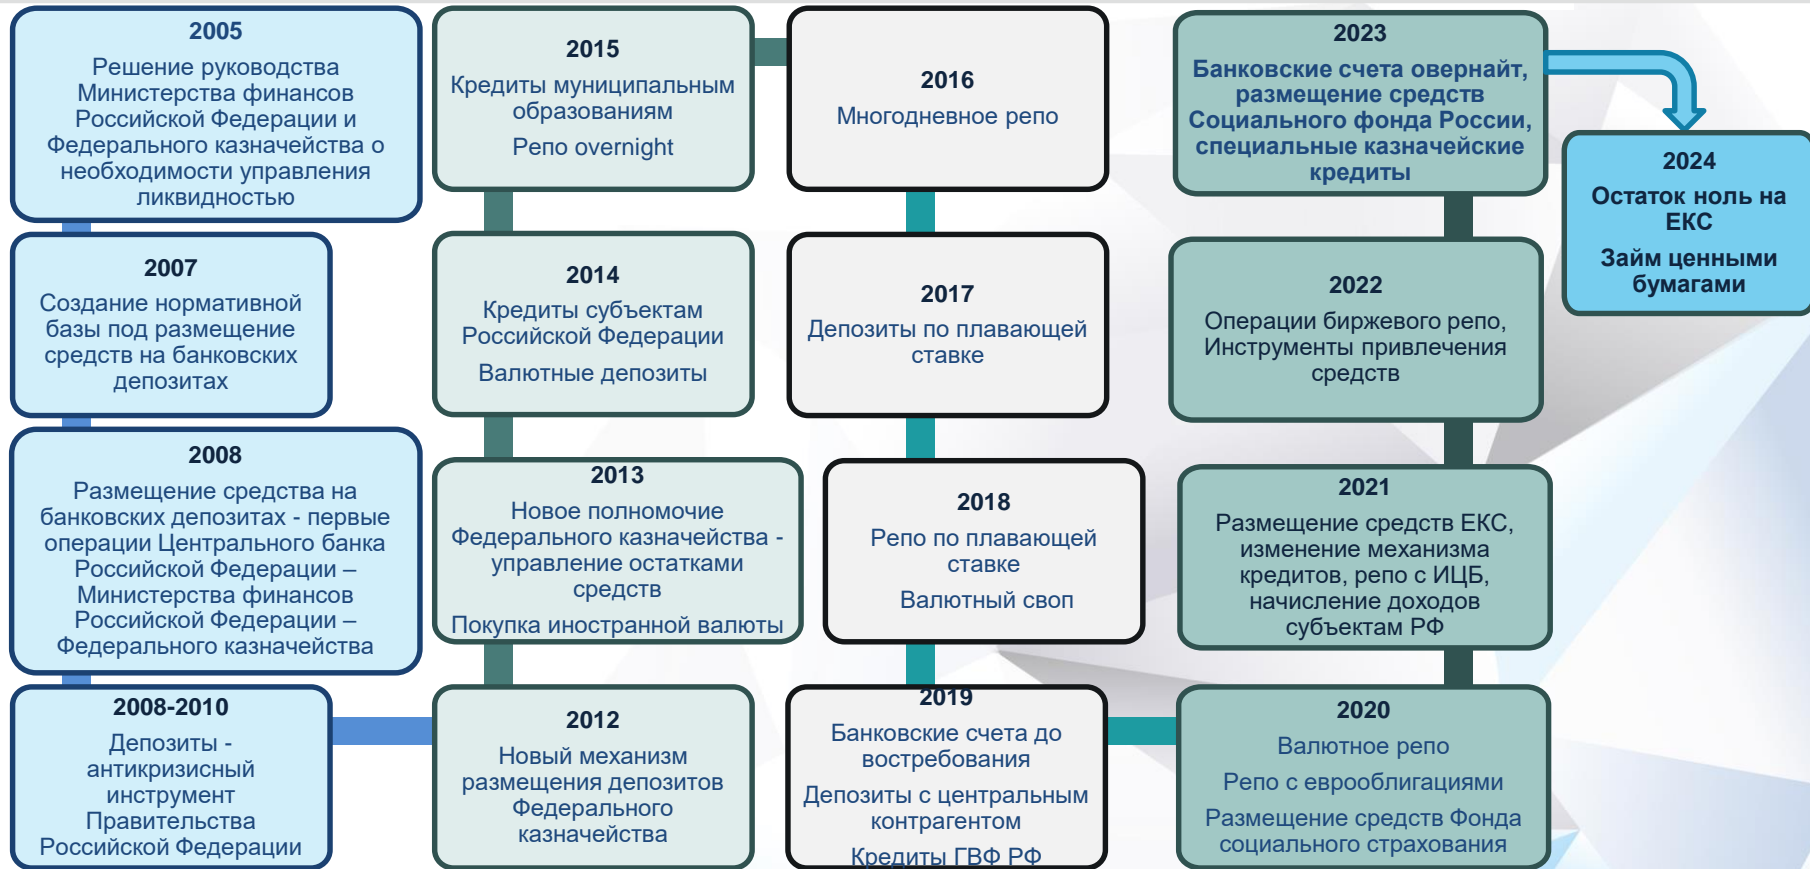 2005
Решение руководства
Министерства финансов
Российской Федерации и
Федерального казначейства о
необходимости управления
ликвидностью
2007
Создание нормативной
базы под размещение
средств на банковских
депозитах
2008
Размещение средства на
банковских депозитах - первые
операции Центрального банка
Российской Федерации –
Министерства финансов
Российской Федерации –
Федерального казначейства
2008-2010
Депозиты -
антикризисный
инструмент
Правительства
Российской Федерации
2012
Новый механизм
размещения депозитов
Федерального
казначейства
2013
Новое полномочие
Федерального казначейства -
управление остатками
средств
Покупка иностранной валюты
2014
Кредиты субъектам
Российской Федерации
Валютные депозиты
2015
Кредиты муниципальным
образованиям
Репо overnight
2016
Многодневное репо
2017
Депозиты по плавающей
ставке
2018
Репо по плавающей
ставке
Валютный своп
2019
Банковские счета до
востребования
Депозиты с центральным
контрагентом
Кредиты ГВФ РФ
2020
Валютное репо
Репо с еврооблигациями
Размещение средств Фонда
социального страхования
2021
Размещение средств ЕКС,
изменение механизма
кредитов, репо с ИЦБ,
начисление доходов
субъектам РФ
2022
Операции биржевого репо,
Инструменты привлечения
средств
2023
Банковские счета овернайт,
размещение средств
Социального фонда России,
специальные казначейские
кредиты
2024
Остаток ноль на
ЕКС
Займ ценными
бумагами